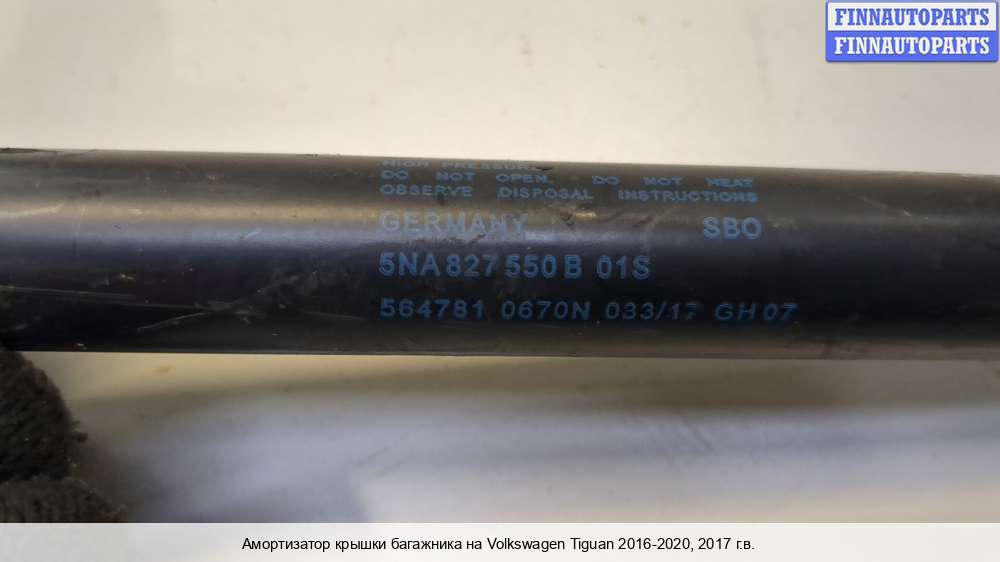 FINNAUTOPARTS
FINNAUTOPARTS
HIGH PRESSUR
DO NOT OPEN. DO NOT HEAT
OBSERVE DISPOSAL INSTRUCTIONS
GERMANY SBO
5NA 827 550 B 01S
564781 0670N 033/17 GH 07
Амортизатор крышки багажника на Volkswagen Tiguan 2016-2020, 2017 г.в.